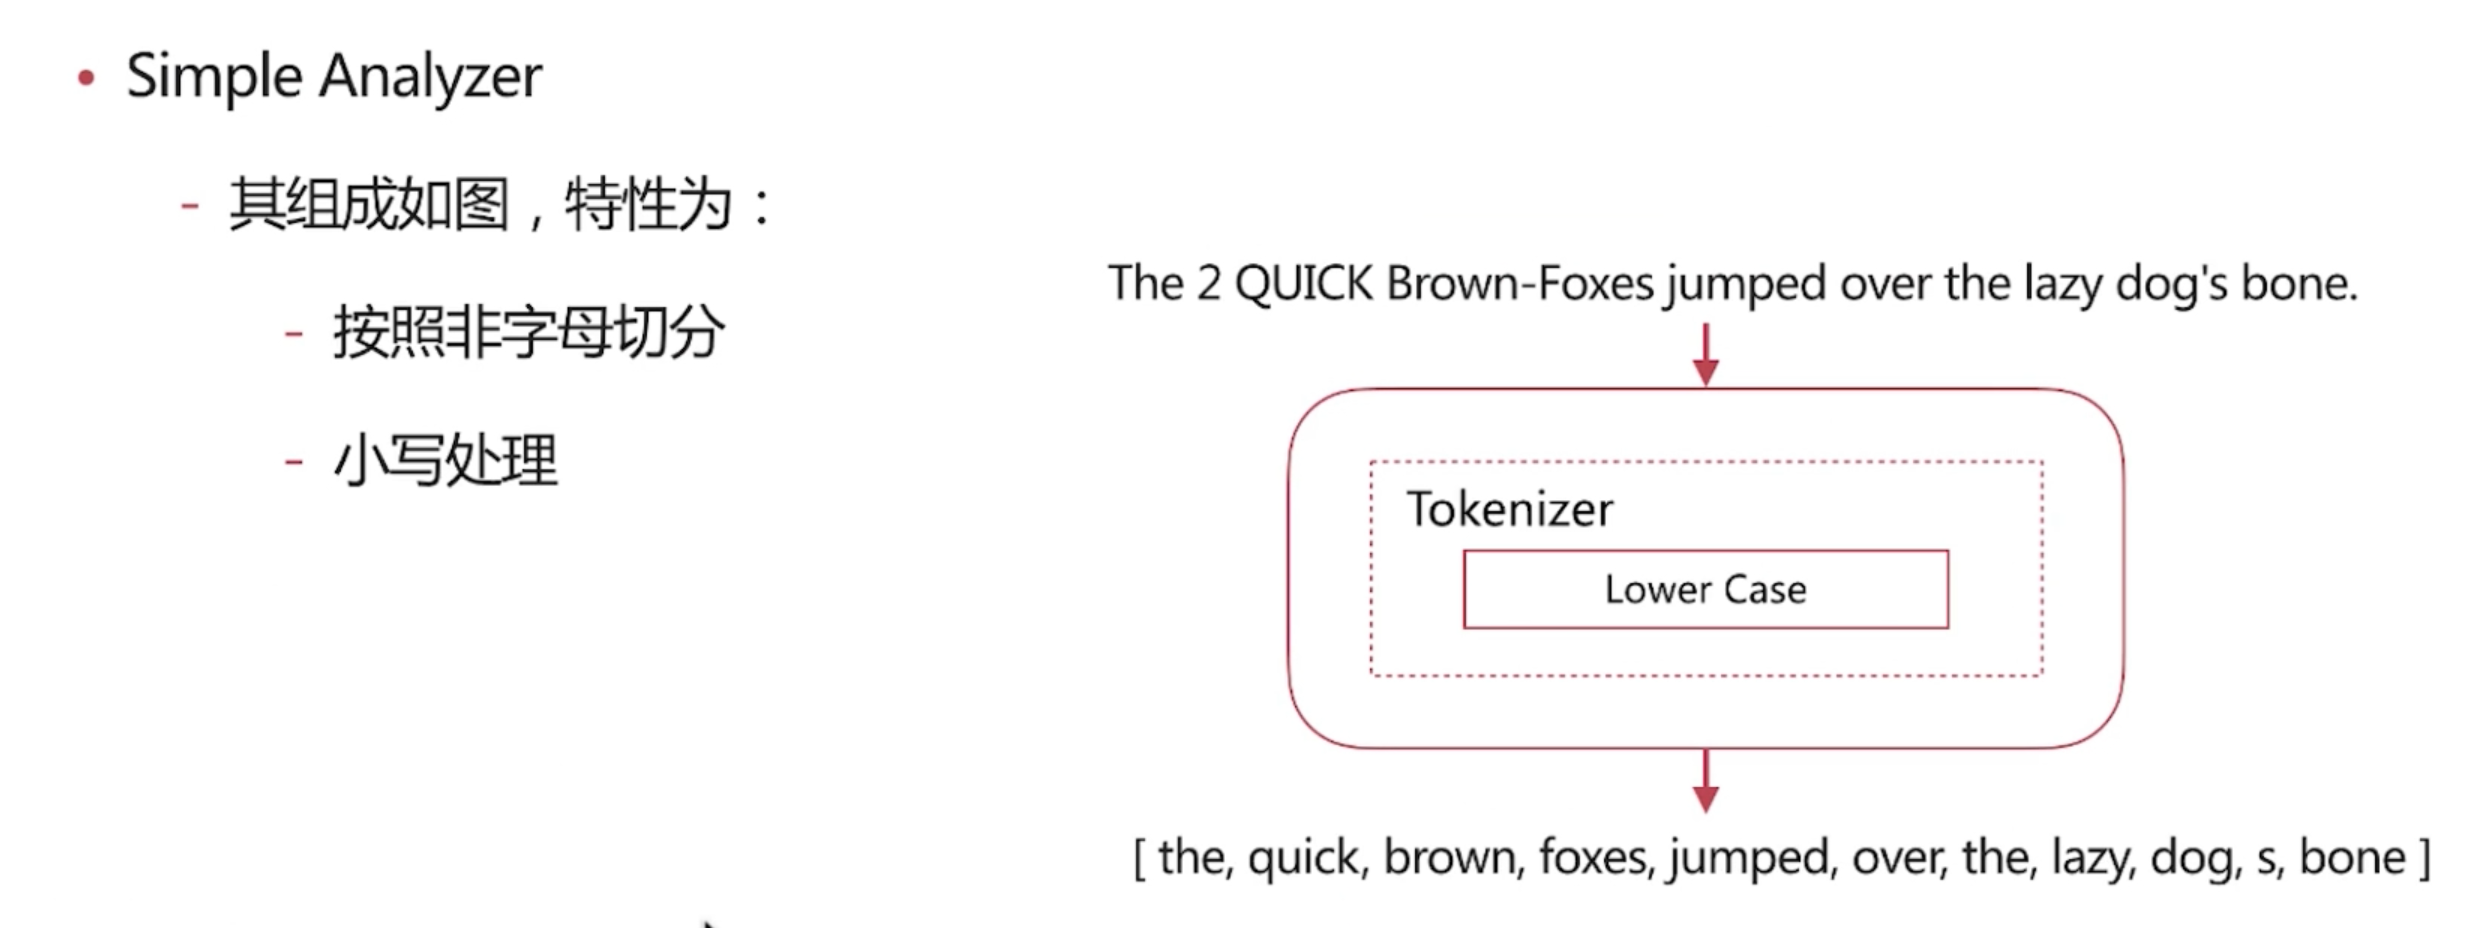 • Simple Analyzer
- 其组成如图，特性为：
- 按照非字母切分
- 小写处理
The 2 QUICK Brown-Foxes jumped over the lazy dog's bone.
Tokenizer
Lower Case
[ the, quick, brown, foxes, jumped, over, the, lazy, dog, s, bone ]